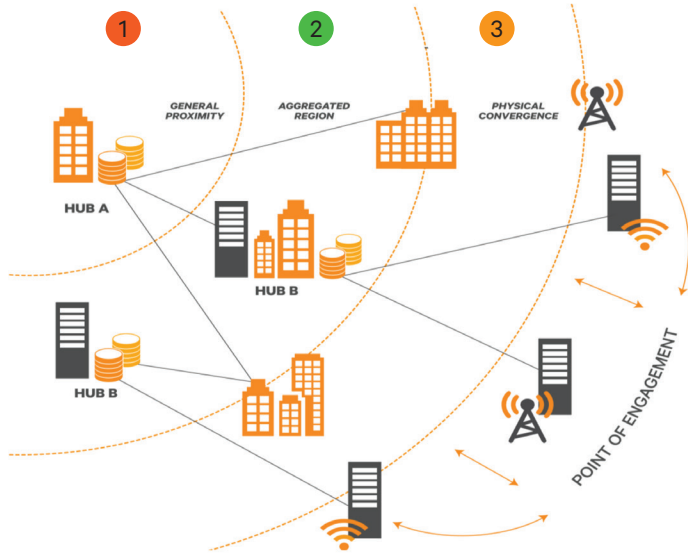 1
2
3
GENERAL
PROXIMITY
AGGREGATED
REGION
PHYSICAL
CONVERGENCE
HUB A
HUB B
HUB B
POINT OF ENGAGEMENT